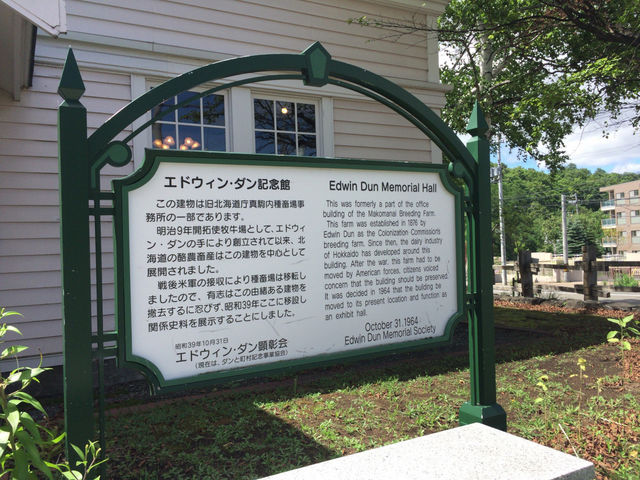 エドウィン・ダン記念館
この建物は旧北海道庁真駒内種畜場事
務所の一部であります。
明治9年開拓使牧牛場として、エドウィ
ン・ダンの手により創立されて以来、北
海道の酪農畜産はこの建物を中心として
展開されました。
戦後米軍の接収により種畜場は移転し
ましたので、有志はこの由緒ある建物を
撤去するに忍びず、昭和39年ここに移設し
関係史料を展示することにしました。
昭和39年10月31日
エドウィン・ダン顕彰会
(現在は、ダンと町村記念事業協会)
Edwin Dun Memorial Hall
This was formerly a part of the office
building of the Makomanai Breeding Farm.
This farm was established in 1876 by
Edwin Dun as the Colonization Commission's
breeding farm. Since then, the dairy industry
of Hokkaido has developed around this
building. After the war, this farm had to be
moved by American forces, citizens voiced
concern that the building should be preserved.
It was decided in 1964 that the building be
moved to its present location and function as
an exhibit hall.
October 31.1964
Edwin Dun Memorial Society